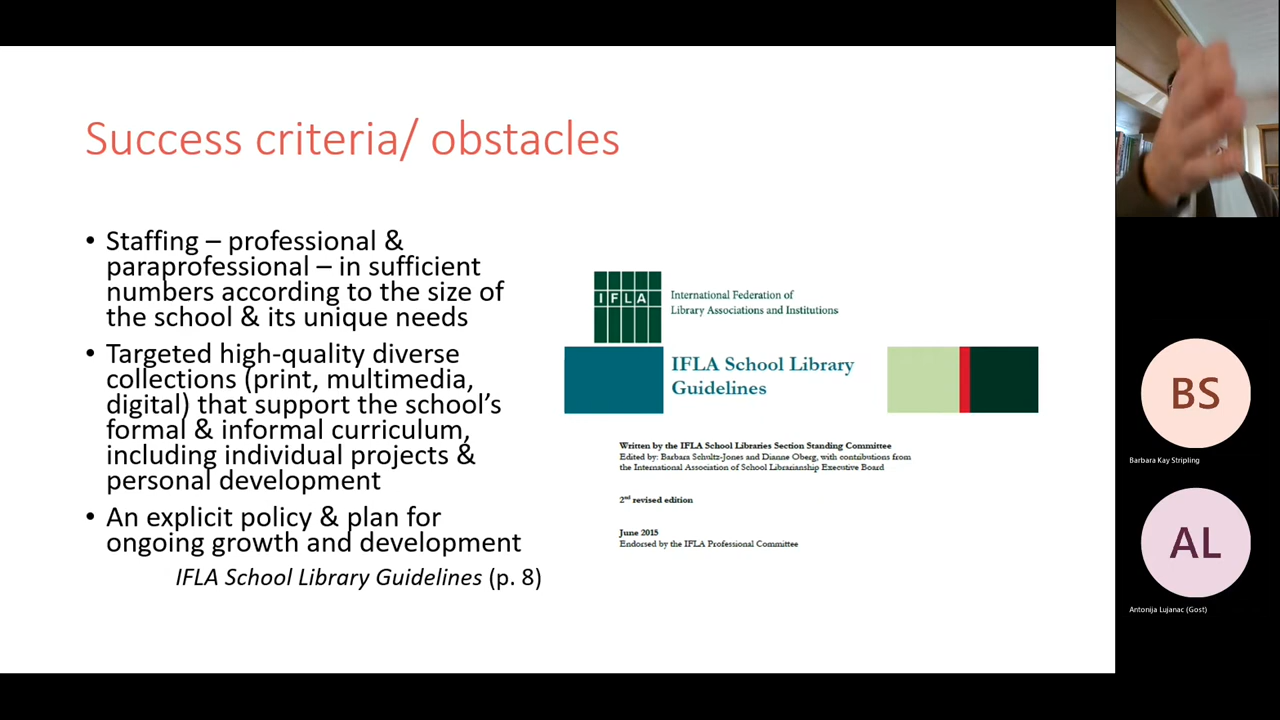 Success criteria/ obstacles
• Staffing – professional &
paraprofessional – in sufficient
numbers according to the size of
the school & its unique needs
• Targeted high-quality diverse
collections (print, multimedia,
digital) that support the school’s
formal & informal curriculum,
including individual projects &
personal development
• An explicit policy & plan for
ongoing growth and development
IFLA School Library Guidelines (p. 8)
IFLA
International Federation of
Library Associations and Institutions
IFLA School Library
Guidelines
Written by the IFLA School Libraries Section Standing Committee
Edited by: Barbara Schultz-Jones and Dianne Oberg, with contributions from
the International Association of School Librarianship Executive Board
2nd revised edition
June 2015
Endorsed by the IFLA Professional Committee
BS
Barbara Kay Stripling
AL
Antonija Lujanac (Gost)